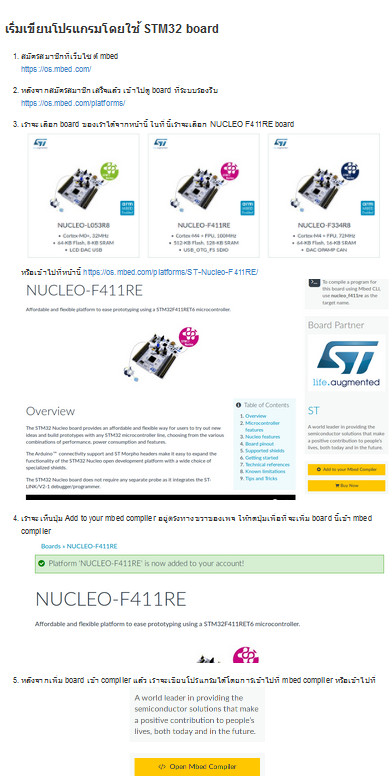 เริ่มเขียนโปรแกรมโดยใช้ STM32 board
1. สมัครสมาชิกที่เว็บไซต์ mbed
https://os.mbed.com/
2. หลังจากสมัครสมาชิกเสร็จแล้ว เข้าไปดู board ที่ระบบรองรับ
https://os.mbed.com/platforms/
3. เราจะเลือก board ของเราได้จากหน้านี้ ในที่นี้เราจะเลือก NUCLEO F411RE board
NUCLEO-L053R8
• Cortex-M0+, 32MHz
• 64-KB Flash, 8-KB SRAM
• LCD DAC USB
NUCLEO-F411RE
• Cortex-M4 + FPU, 100MHz
• 512-KB Flash, 128-KB SRAM
• USB_OTG_FS SDIO
NUCLEO-F334R8
• Cortex-M4 + FPU, 72MHz
• 64-KB Flash, 16-KB SRAM
• DAC OPAMP CAN
หรือเข้าไปที่หน้านี้ https://os.mbed.com/platforms/ST-Nucleo-F411RE/
NUCLEO-F411RE
Affordable and flexible platform to ease prototyping using a STM32F411RET6 microcontroller.
To compile a program for
this board using Mbed CLI
use nucleo_f411re as the
target name.
Board Partner
ST
life.augmented
ST
A world leader in providing the
semiconductor solutions that make
a positive contribution to people's
lives, both today and in the future.
Add to your Mbed Compiler
Buy Now
Overview
The STM32 Nucleo board provides an affordable and flexible way for users to try out new
ideas and build prototypes with any STM32 microcontroller line, choosing from the various
combinations of performance, power consumption and features.
The Arduino™ connectivity support and ST Morpho headers make it easy to expand the
functionality of the STM32 Nucleo open development platform with a wide choice of
specialized shields.
The STM32 Nucleo board does not require any separate probe as it integrates the ST-
LINK/V2-1 debugger/programmer.
Table of Contents
1. Overview
2. Microcontroller
features
3. Nucleo features
4. Board pinout
5. Supported shields
6. Getting started
7. Technical references
8. Known limitations
9. Tips and Tricks
4. เราจะเห็นปุ่ม Add to your mbed compiler อยู่ตรงทางขวาของเพจ ให้กดปุ่มเพื่อที่จะเพิ่ม board นี้เข้า mbed
compiler
Boards » NUCLEO-F411RE
Platform 'NUCLEO-F411RE' is now added to your account!
NUCLEO-F411RE
Affordable and flexible platform to ease prototyping using a STM32F411RET6 microcontroller.
5. หลังจากเพิ่ม board เข้า compiler แล้ว เราจะเขียนโปรแกรมได้โดยการเข้าไปที่ mbed compiler หรือเข้าไปที่
A world leader in providing the
semiconductor solutions that make
a positive contribution to people's
lives, both today and in the future.
</> Open Mbed Compiler